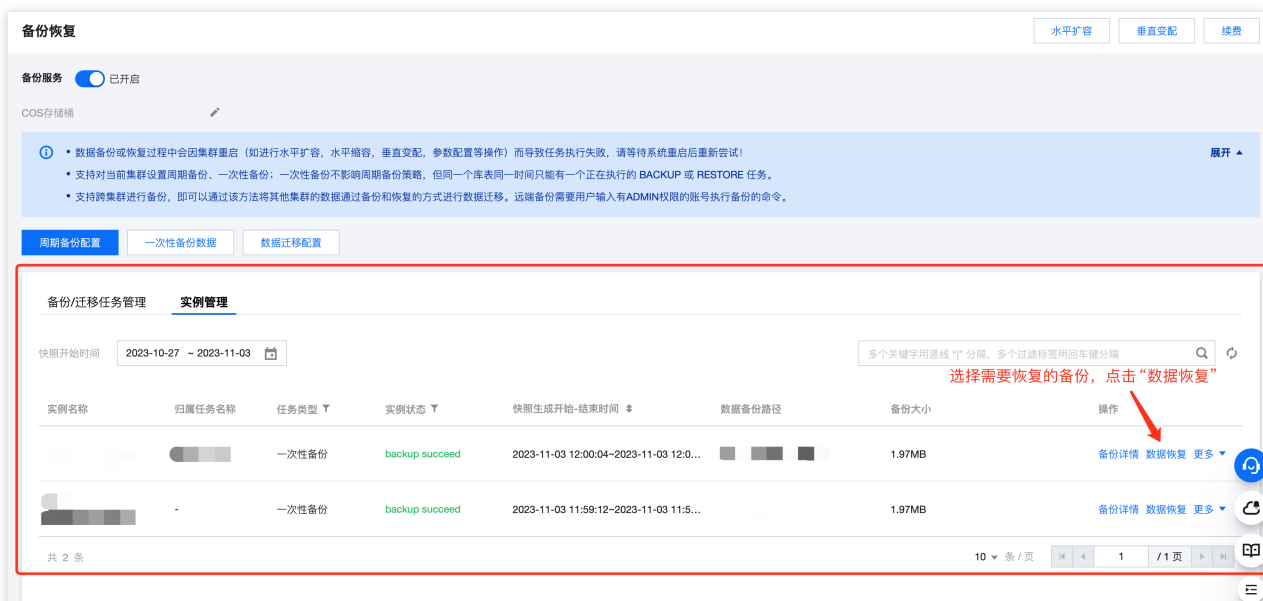 备份恢复
水平扩容 垂直变配 续费
备份服务 已开启
COS存储桶
• 数据备份或恢复过程中会因集群重启（如进行水平扩容，水平缩容，垂直变配，参数配置等操作）而导致任务执行失败，请等待系统重启后重新尝试！
展开
• 支持对当前集群设置周期备份、一次性备份；一次性备份不影响周期备份策略，但同一个库表同一时间只能有一个正在执行的 BACKUP 或 RESTORE 任务。
• 支持跨集群进行备份，即可以通过该方法将其他集群的数据通过备份和恢复的方式进行数据迁移。远端备份需要用户输入有ADMIN权限的账号执行备份的命令。
周期备份配置 一次性备份数据 数据迁移配置
备份/迁移任务管理 实例管理
快照开始时间 2023-10-27 ~ 2023-11-03 多个关键字用竖线 "|" 分隔，多个过滤标签用回车键分隔
选择需要恢复的备份，点击“数据恢复”
实例名称 归属任务名称 任务类型 实例状态 快照生成开始-结束时间 数据备份路径 备份大小 操作
一次性备份 backup succeed 2023-11-03 12:00:04~2023-11-03 12:0... 1.97MB 备份详情 数据恢复 更多
- 一次性备份 backup succeed 2023-11-03 11:59:12~2023-11-03 11:5... 1.97MB 备份详情 数据恢复 更多
共 2 条 10 条 / 页 1 / 1 页